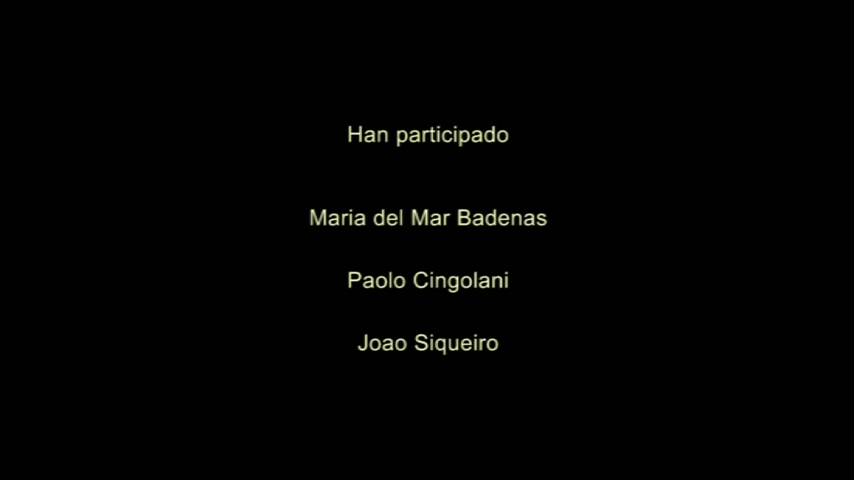 Han participado
Maria del Mar Badenas
Paolo Cingolani
Joao Siqueiro